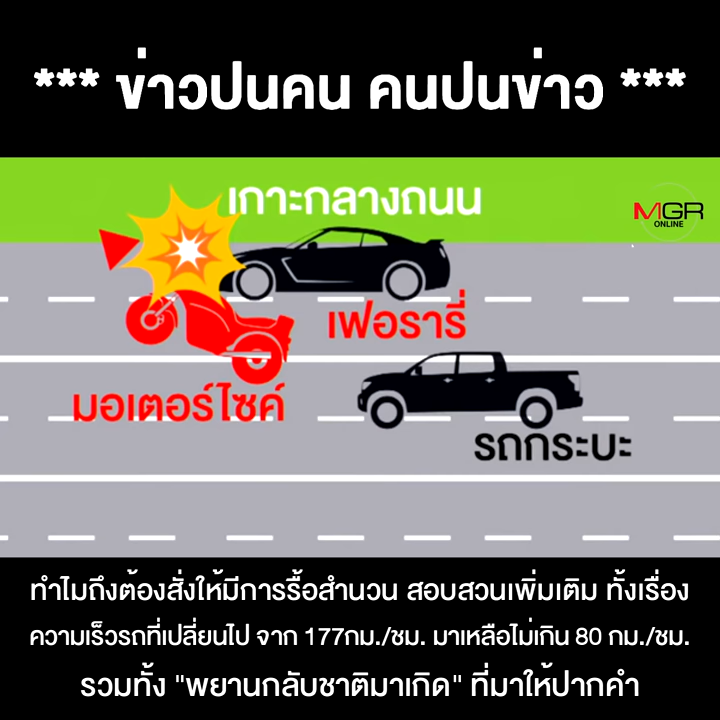 *** ข่าวปนคน คนปนข่าว ***
เกาะกลางถนน
MGR
ONLINE
เฟอรารี่
มอเตอร์ไซค์
รถกระบะ
ทำไมถึงต้องสั่งให้มีการรื้อสำนวน สอบสวนเพิ่มเติม ทั้งเรื่อง
ความเร็วรถที่เปลี่ยนไป จาก 177กม./ชม. มาเหลือไม่เกิน 80 กม./ชม.
รวมทั้ง "พยานกลับชาติมาเกิด" ที่มาให้ปากคำ